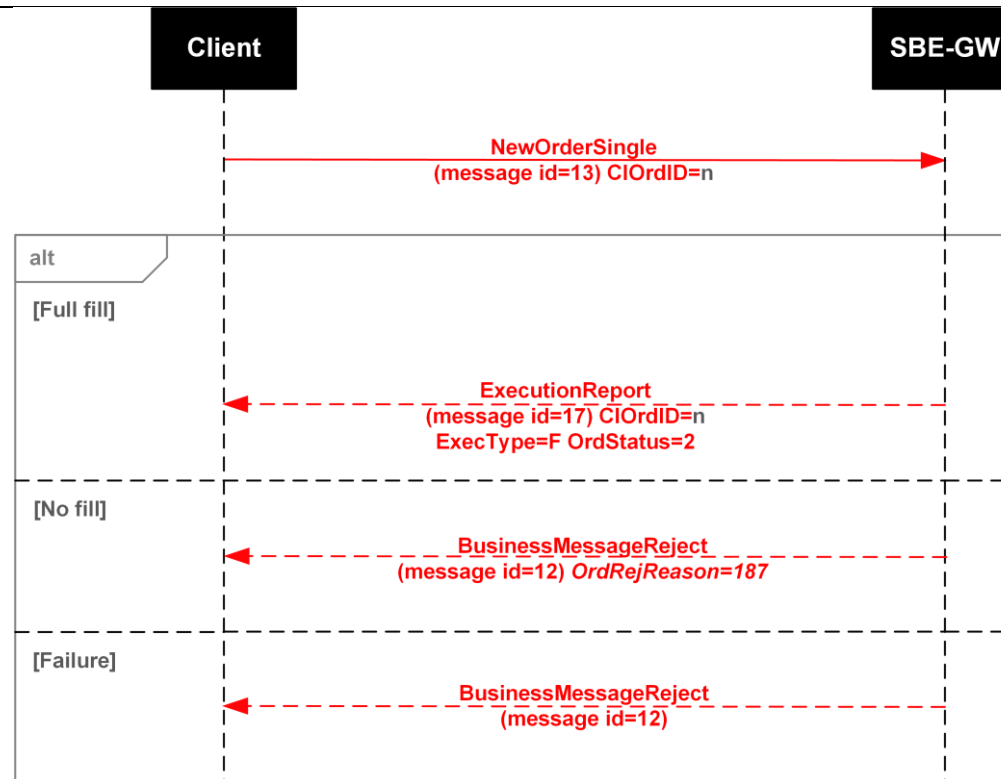 Client
SBE-GW
NewOrderSingle
(message id=13) ClOrdID=n
alt
[Full fill]
ExecutionReport
(message id=17) ClOrdID=n
ExecType=F OrdStatus=2
[No fill]
BusinessMessageReject
(message id=12) OrdRejReason=187
[Failure]
BusinessMessageReject
(message id=12)